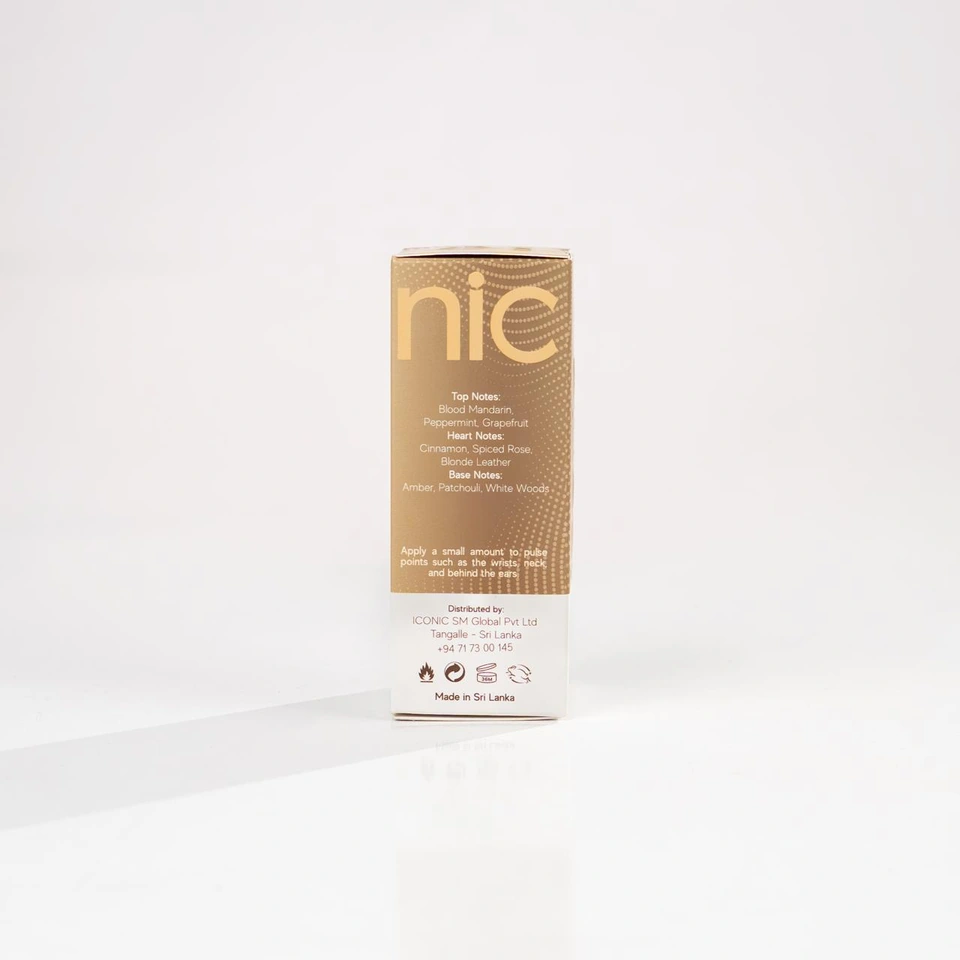 nic
Top Notes:
Blood Mandarin,
Peppermint, Grapefruit
Heart Notes:
Cinnamon, Spiced Rose,
Blonde Leather
Base Notes:
Amber, Patchouli, White Woods
Apply a small amount to pulse
points such as the wrists, neck
and behind the ears
Distributed by:
ICONIC SM Global Pvt Ltd
Tangalle - Sri Lanka
+94 71 73 00 145
36M
Made in Sri Lanka